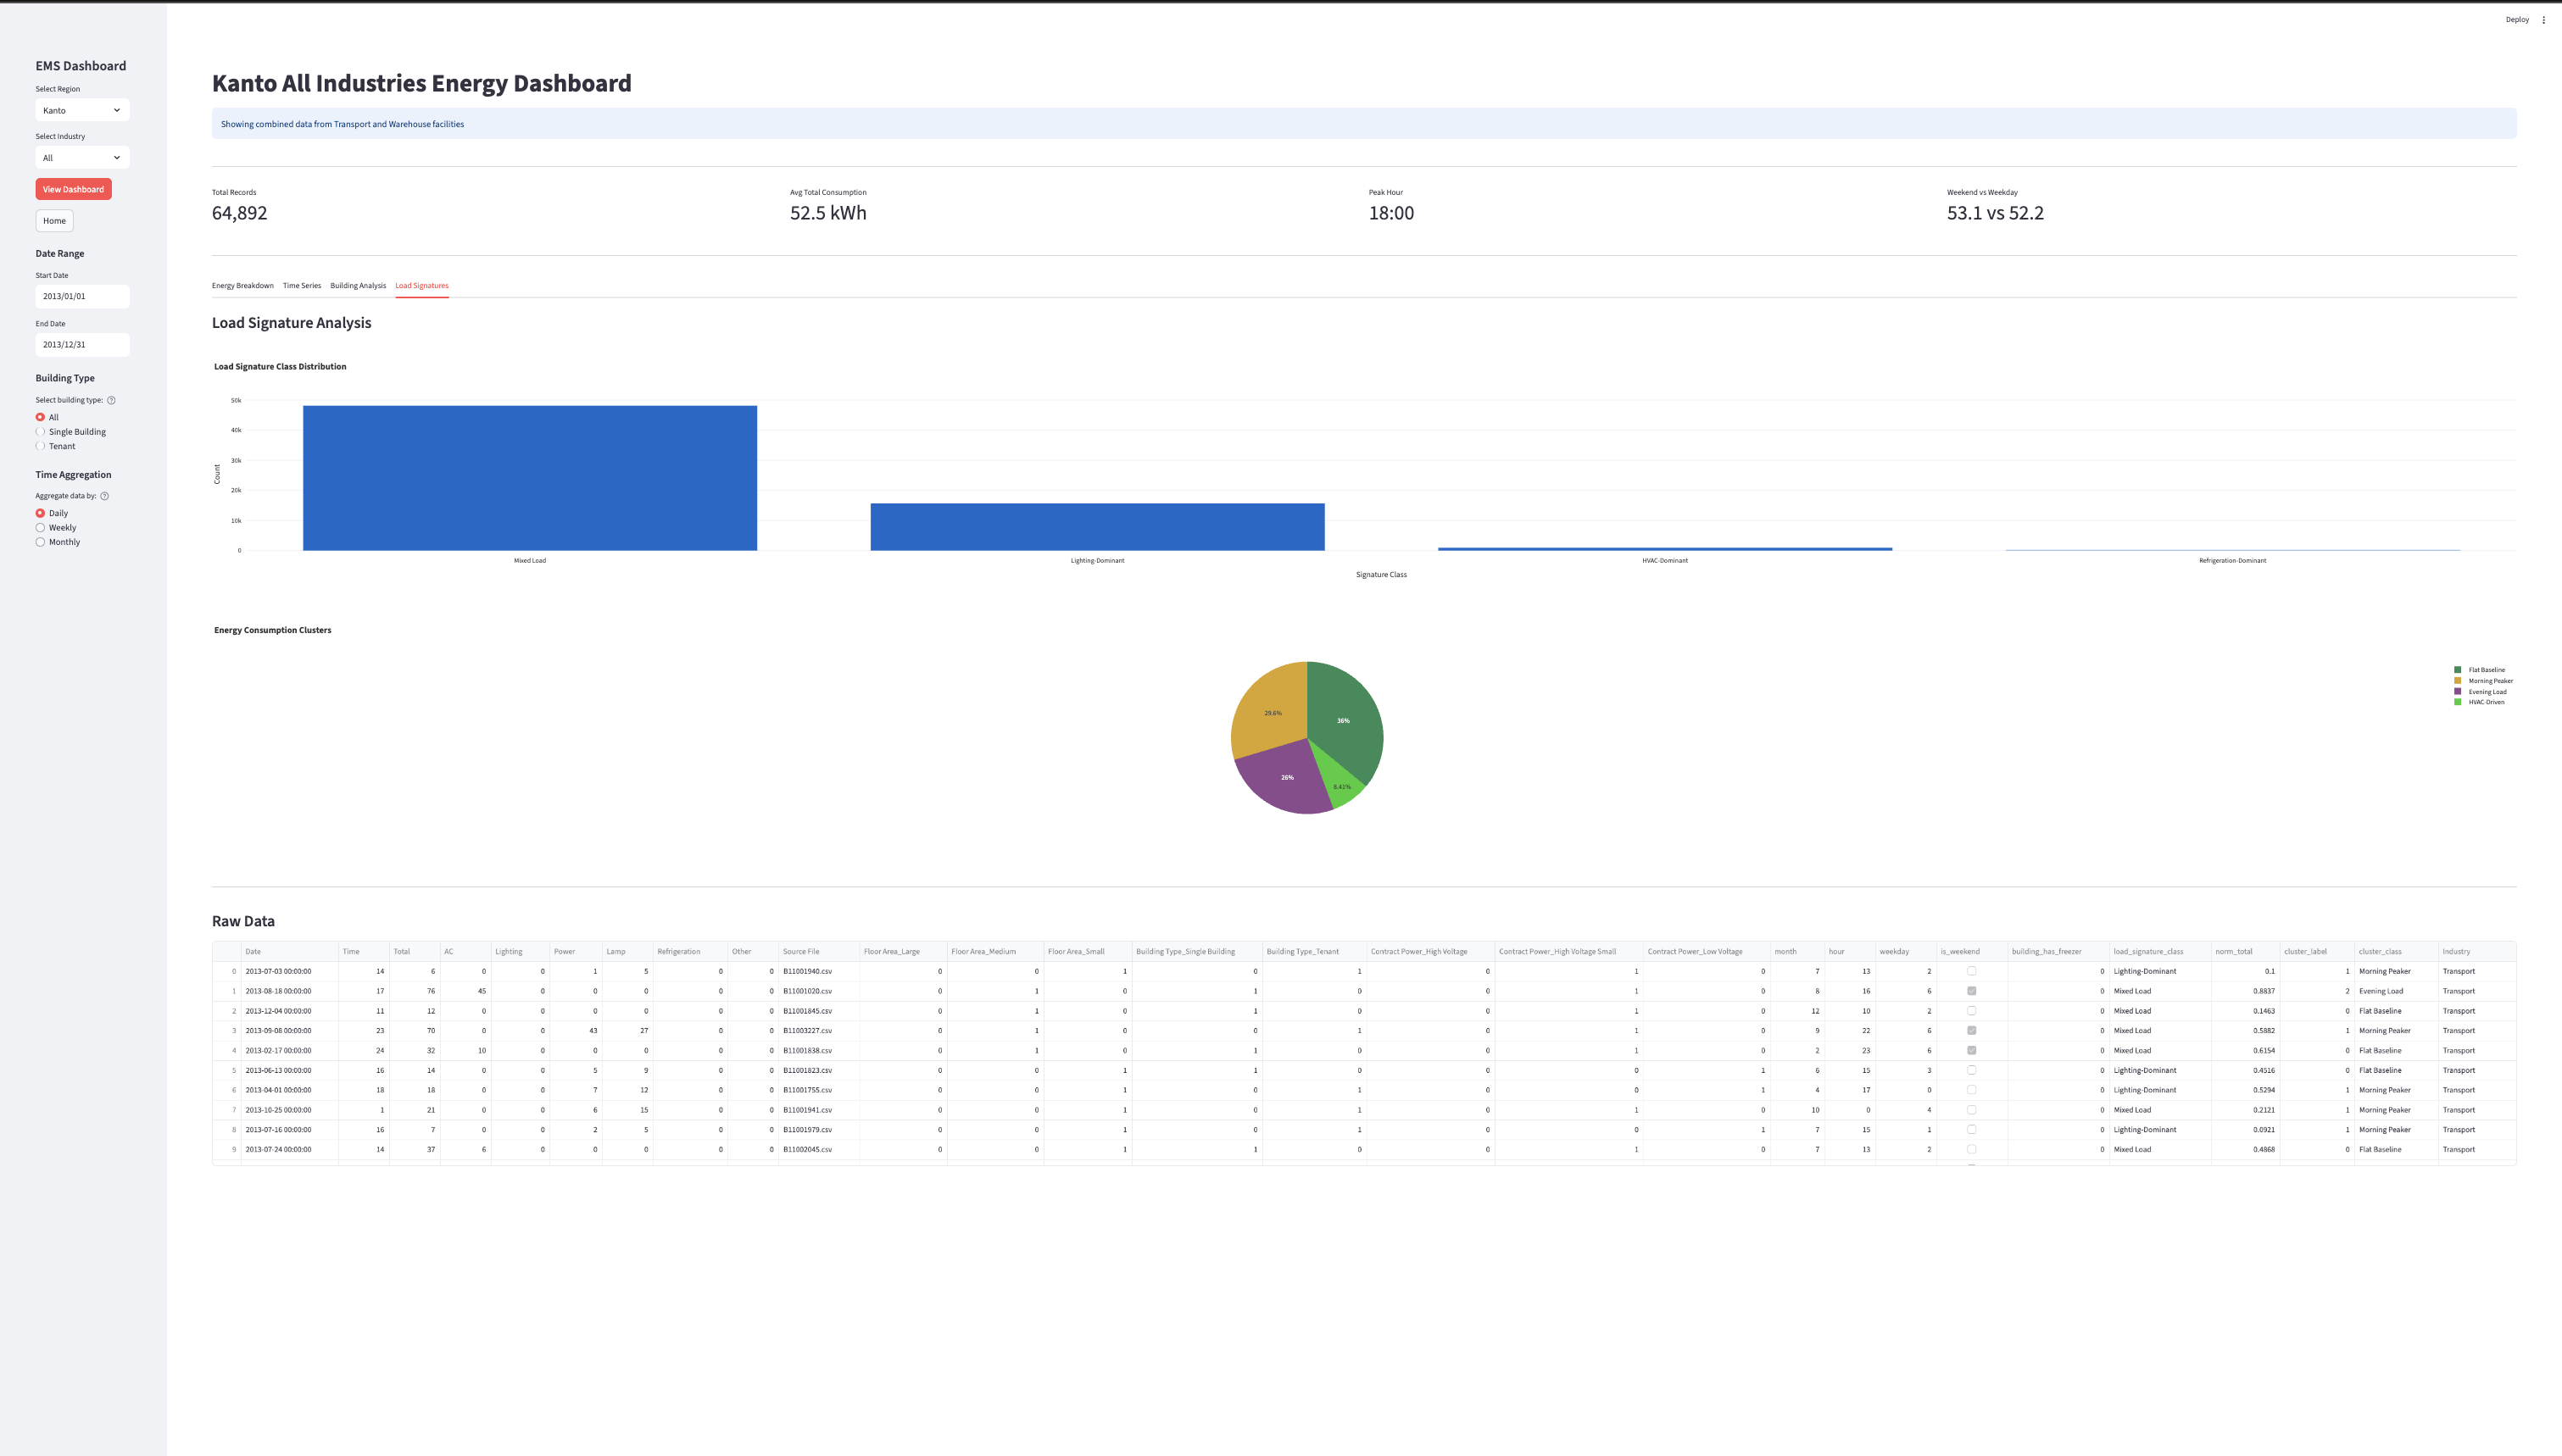 Deploy
EMS Dashboard
Select Region
Kanto
Select Industry
All
View Dashboard
Home
Date Range
Start Date
2013/01/01
End Date
2013/12/31
Building Type
Select building type:
All
Single Building
Tenant
Time Aggregation
Aggregate data by:
Daily
Weekly
Monthly
Kanto All Industries Energy Dashboard
Showing combined data from Transport and Warehouse facilities
Total Records Avg Total Consumption Peak Hour Weekend vs Weekday
64,892 52.5 kWh 18:00 53.1 vs 52.2
Energy Breakdown Time Series Building Analysis Load Signatures
Load Signature Analysis
Load Signature Class Distribution
50k
40k
30k
20k
10k
0
Count
Mixed Load Lighting-Dominant HVAC-Dominant Refrigeration-Dominant
Signature Class
Energy Consumption Clusters
29.6%
36%
26%
8.41%
Flat Baseline
Morning Peaker
Evening Load
HVAC-Driven
Raw Data
Date Time Total AC Lighting Power Lamp Refrigeration Other Source File Floor Area_Large Floor Area_Medium Floor Area_Small Building Type_Single Building Building Type_Tenant Contract Power_High Voltage Contract Power_High Voltage Small Contract Power_Low Voltage month hour weekday is_weekend building_has_freezer load_signature_class norm_total cluster_label cluster_class Industry
0 2013-07-03 00:00:00 14 6 0 0 1 5 0 0 B11001940.csv 0 0 1 0 1 0 1 0 7 13 2 0 Lighting-Dominant 0.1 1 Morning Peaker Transport
1 2013-08-18 00:00:00 17 76 45 0 0 0 0 0 B11001020.csv 0 1 0 1 0 0 1 0 8 16 6 0 Mixed Load 0.8837 2 Evening Load Transport
2 2013-12-04 00:00:00 11 12 0 0 0 0 0 0 B11001845.csv 0 1 0 1 0 0 1 0 12 10 2 0 Mixed Load 0.1463 0 Flat Baseline Transport
3 2013-09-08 00:00:00 23 70 0 0 43 27 0 0 B11003227.csv 0 1 0 0 1 0 1 0 9 22 6 0 Mixed Load 0.5882 1 Morning Peaker Transport
4 2013-02-17 00:00:00 24 32 10 0 0 0 0 0 B11001838.csv 0 1 0 1 0 0 1 0 2 23 6 0 Mixed Load 0.6154 0 Flat Baseline Transport
5 2013-06-13 00:00:00 16 14 0 0 5 9 0 0 B11001823.csv 0 0 1 1 0 0 0 1 6 15 3 0 Lighting-Dominant 0.4516 0 Flat Baseline Transport
6 2013-04-01 00:00:00 18 18 0 0 7 12 0 0 B11001755.csv 0 0 1 0 1 0 0 1 4 17 0 0 Lighting-Dominant 0.5294 1 Morning Peaker Transport
7 2013-10-25 00:00:00 1 21 0 0 6 15 0 0 B11001941.csv 0 0 1 0 1 0 1 0 10 0 4 0 Mixed Load 0.2121 1 Morning Peaker Transport
8 2013-07-16 00:00:00 16 7 0 0 2 5 0 0 B11001979.csv 0 0 1 0 1 0 0 1 7 15 1 0 Lighting-Dominant 0.0921 1 Morning Peaker Transport
9 2013-07-24 00:00:00 14 37 6 0 0 0 0 0 B11002045.csv 0 0 1 1 0 0 1 0 7 13 2 0 Mixed Load 0.4868 0 Flat Baseline Transport